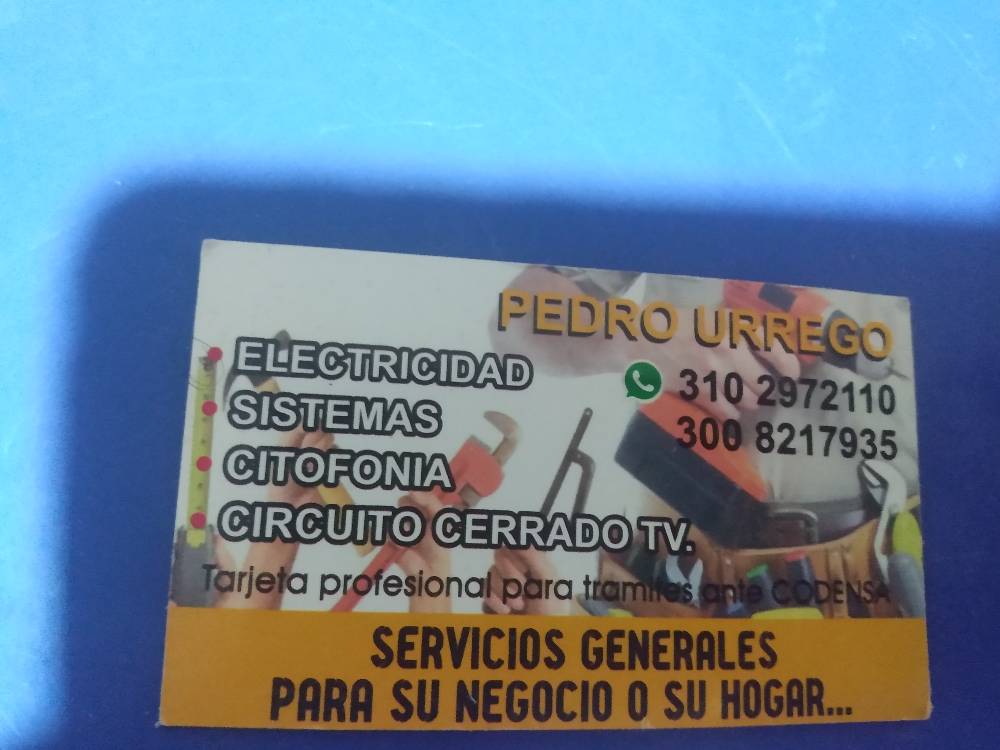 PEDRO URREGO
310 2972110
300 8217935
ELECTRICIDAD
SISTEMAS
CITOFONIA
CIRCUITO CERRADO TV.
Tarjeta profesional para tramites ante CODENSA
SERVICIOS GENERALES
PARA SU NEGOCIO O SU HOGAR...